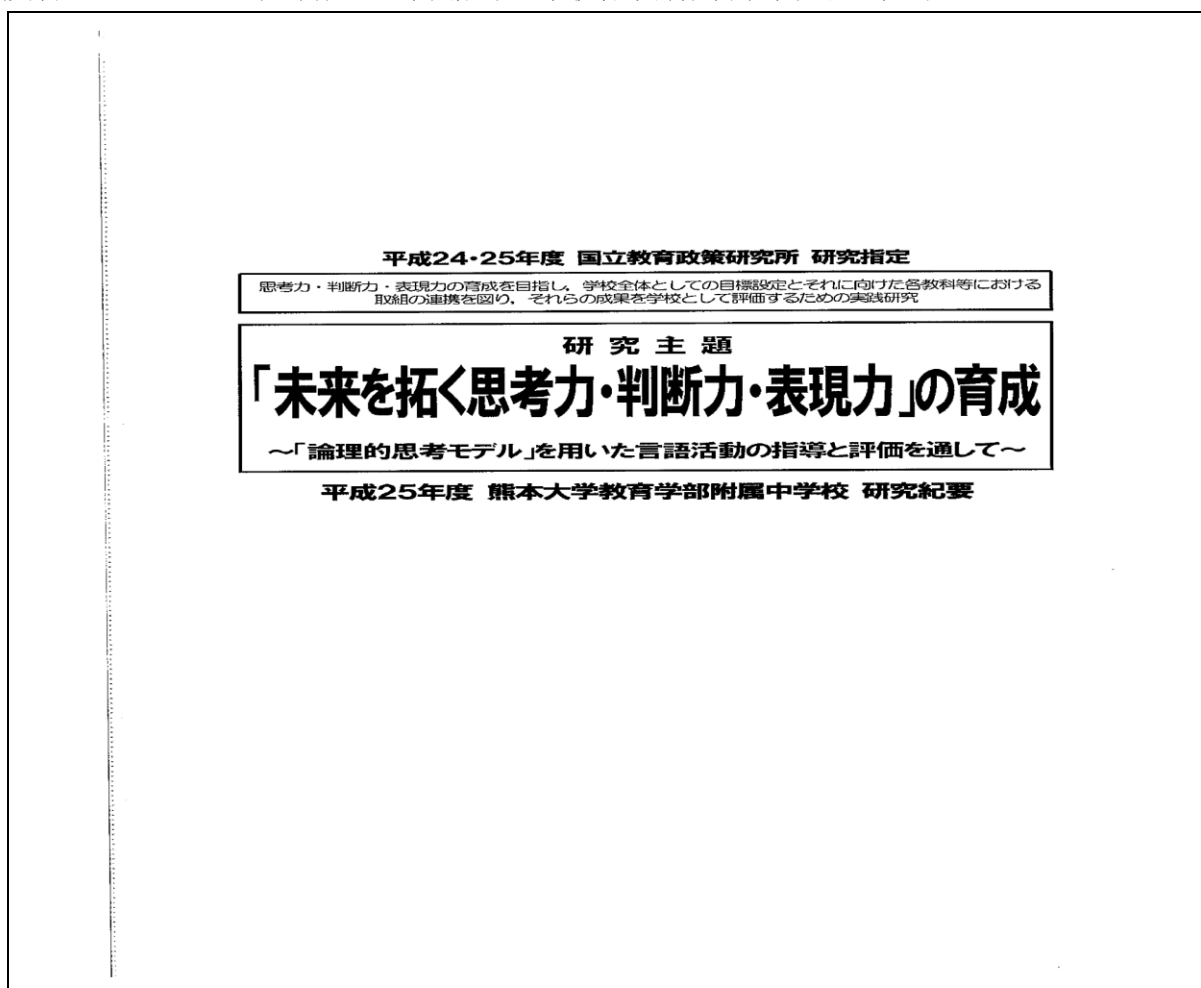 平成24・25年度 国立教育政策研究所 研究指定
思考力・判断力・表現力の育成を目指し，学校全体としての目標設定とそれに向けた各教科等における
取組の連携を図り，それらの成果を学校として評価するための実践研究
研究主題
「未来を拓く思考力・判断力・表現力」の育成
～「論理的思考モデル」を用いた言語活動の指導と評価を通して～
平成25年度 熊本大学教育学部附属中学校 研究紀要